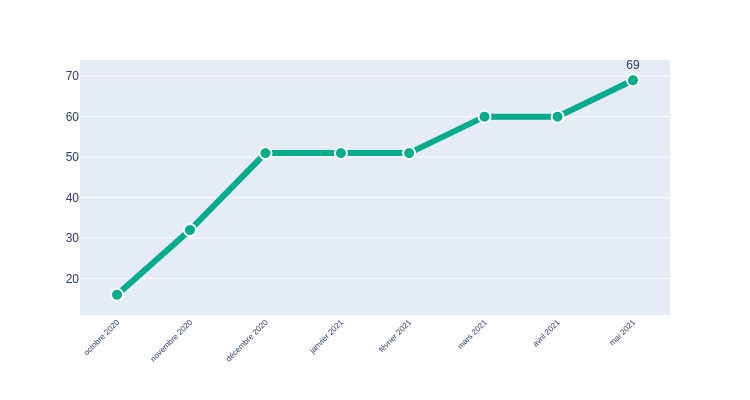 69
70
60
50
40
30
20
octobre 2020
novembre 2020
décembre 2020
janvier 2021
février 2021
mars 2021
avril 2021
mai 2021